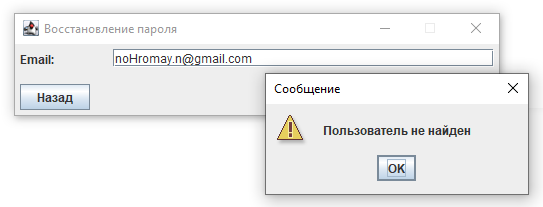 Восстановление пароля
Email: noHromay.n@gmail.com
Назад
Сообщение
Пользователь не найден
OK